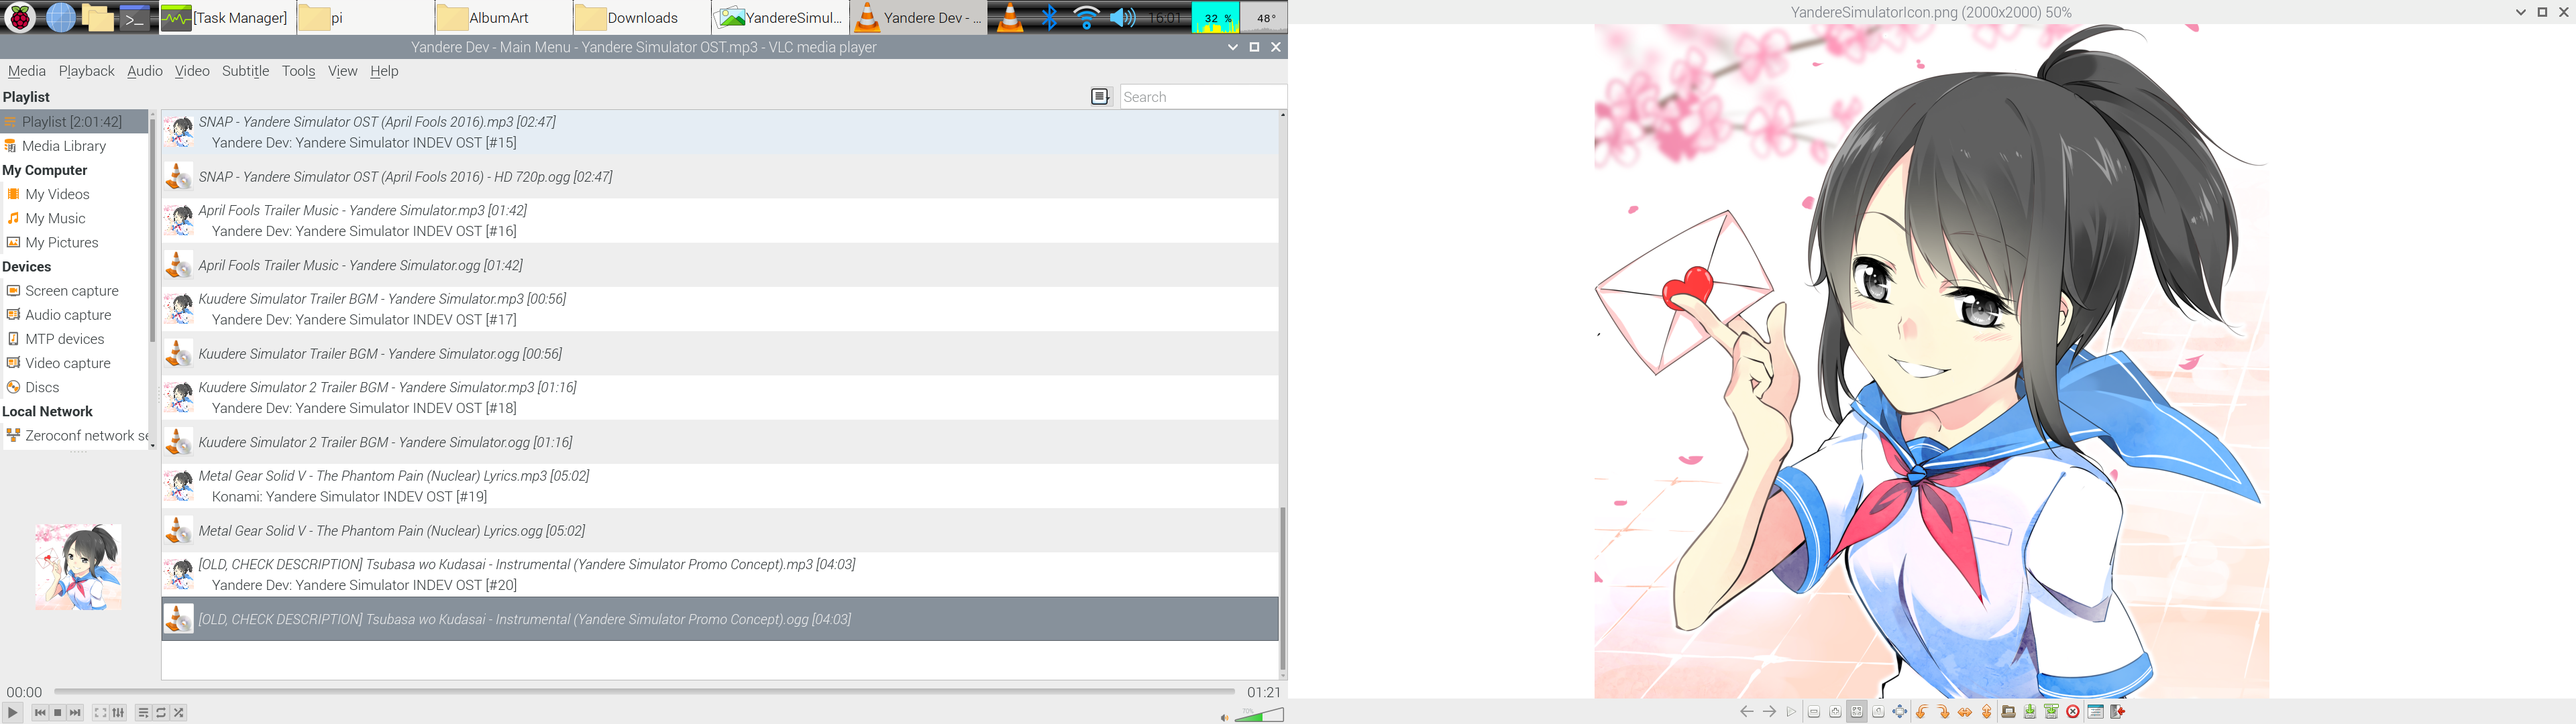 [Task Manager]
pi
AlbumArt
Downloads
YandereSimul...
Yandere Dev - ...
16:01
32 %
48°
Yandere Dev - Main Menu - Yandere Simulator OST.mp3 - VLC media player
Media Playback Audio Video Subtitle Tools View Help
Playlist
Search
Playlist [2:01:42]
Media Library
My Computer
My Videos
My Music
My Pictures
Devices
Screen capture
Audio capture
MTP devices
Video capture
Discs
Local Network
Zeroconf network se
SNAP - Yandere Simulator OST (April Fools 2016).mp3 [02:47]
Yandere Dev: Yandere Simulator INDEV OST [#15]
SNAP - Yandere Simulator OST (April Fools 2016) - HD 720p.ogg [02:47]
April Fools Trailer Music - Yandere Simulator.mp3 [01:42]
Yandere Dev: Yandere Simulator INDEV OST [#16]
April Fools Trailer Music - Yandere Simulator.ogg [01:42]
Kuudere Simulator Trailer BGM - Yandere Simulator.mp3 [00:56]
Yandere Dev: Yandere Simulator INDEV OST [#17]
Kuudere Simulator Trailer BGM - Yandere Simulator.ogg [00:56]
Kuudere Simulator 2 Trailer BGM - Yandere Simulator.mp3 [01:16]
Yandere Dev: Yandere Simulator INDEV OST [#18]
Kuudere Simulator 2 Trailer BGM - Yandere Simulator.ogg [01:16]
Metal Gear Solid V - The Phantom Pain (Nuclear) Lyrics.mp3 [05:02]
Konami: Yandere Simulator INDEV OST [#19]
Metal Gear Solid V - The Phantom Pain (Nuclear) Lyrics.ogg [05:02]
[OLD, CHECK DESCRIPTION] Tsubasa wo Kudasai - Instrumental (Yandere Simulator Promo Concept).mp3 [04:03]
Yandere Dev: Yandere Simulator INDEV OST [#20]
[OLD, CHECK DESCRIPTION] Tsubasa wo Kudasai - Instrumental (Yandere Simulator Promo Concept).ogg [04:03]
00:00
01:21
70%
YandereSimulatorIcon.png (2000x2000) 50%